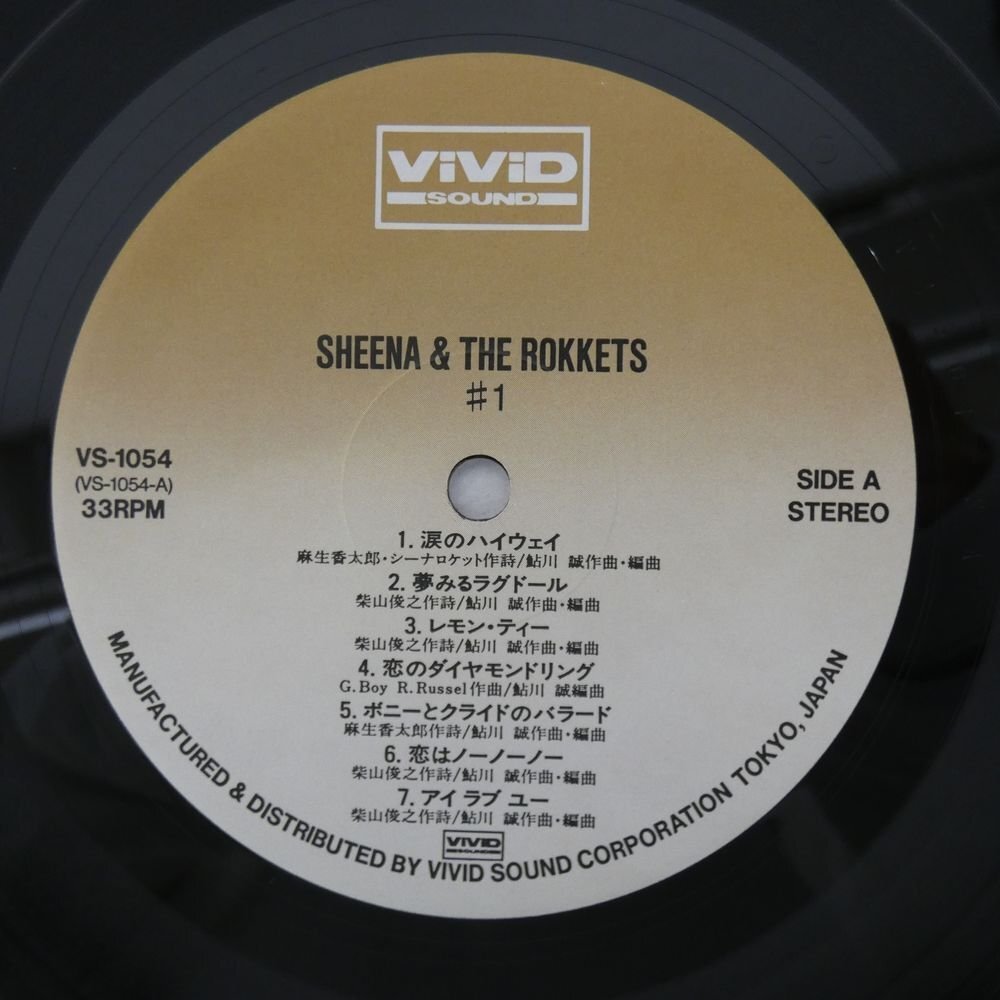 ViViD
SOUND
SHEENA & THE ROKKETS
#1
VS-1054
(VS-1054-A)
33RPM
SIDE A
STEREO
1. 涙のハイウェイ
麻生香太郎・シーナロケット作詩/鮎川 誠作曲・編曲
2. 夢みるラグドール
柴山俊之作詩/鮎川 誠作曲・編曲
3. レモン・ティー
柴山俊之作詩/鮎川 誠作曲・編曲
4. 恋のダイヤモンドリング
G. Boy R. Russel作曲/鮎川 誠編曲
5. ボニーとクライドのバラード
麻生香太郎作詩/鮎川 誠作曲・編曲
6. 恋はノーノーノー
柴山俊之作詩/鮎川 誠作曲・編曲
7. アイ ラブ ユー
柴山俊之作詩/鮎川 誠作曲・編曲
ViViD
SOUND
MANUFACTURED & DISTRIBUTED BY VIVID SOUND CORPORATION TOKYO, JAPAN